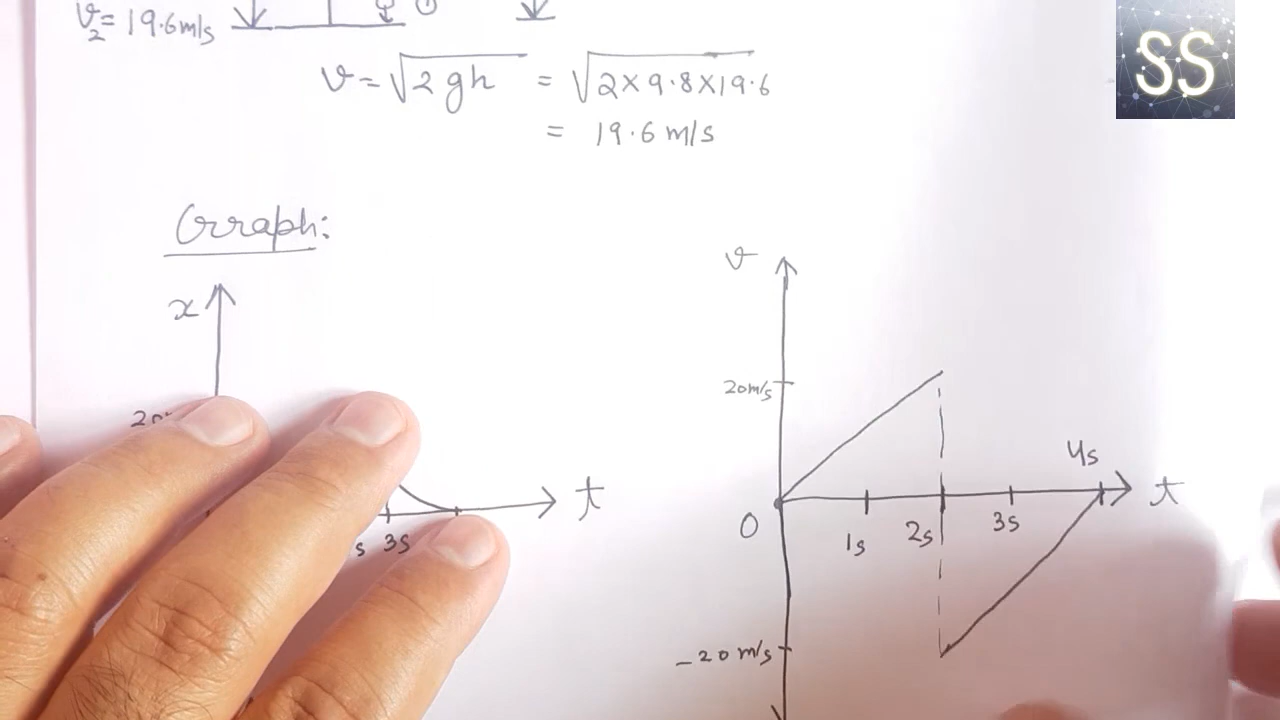 v₂ = 19.6 m/s
v = √2gh = √2×9.8×19.6
= 19.6 m/s
SS
Graph:
x
t
s 3s
v
20m/s
0
1s 2s 3s 4s
t
-20 m/s